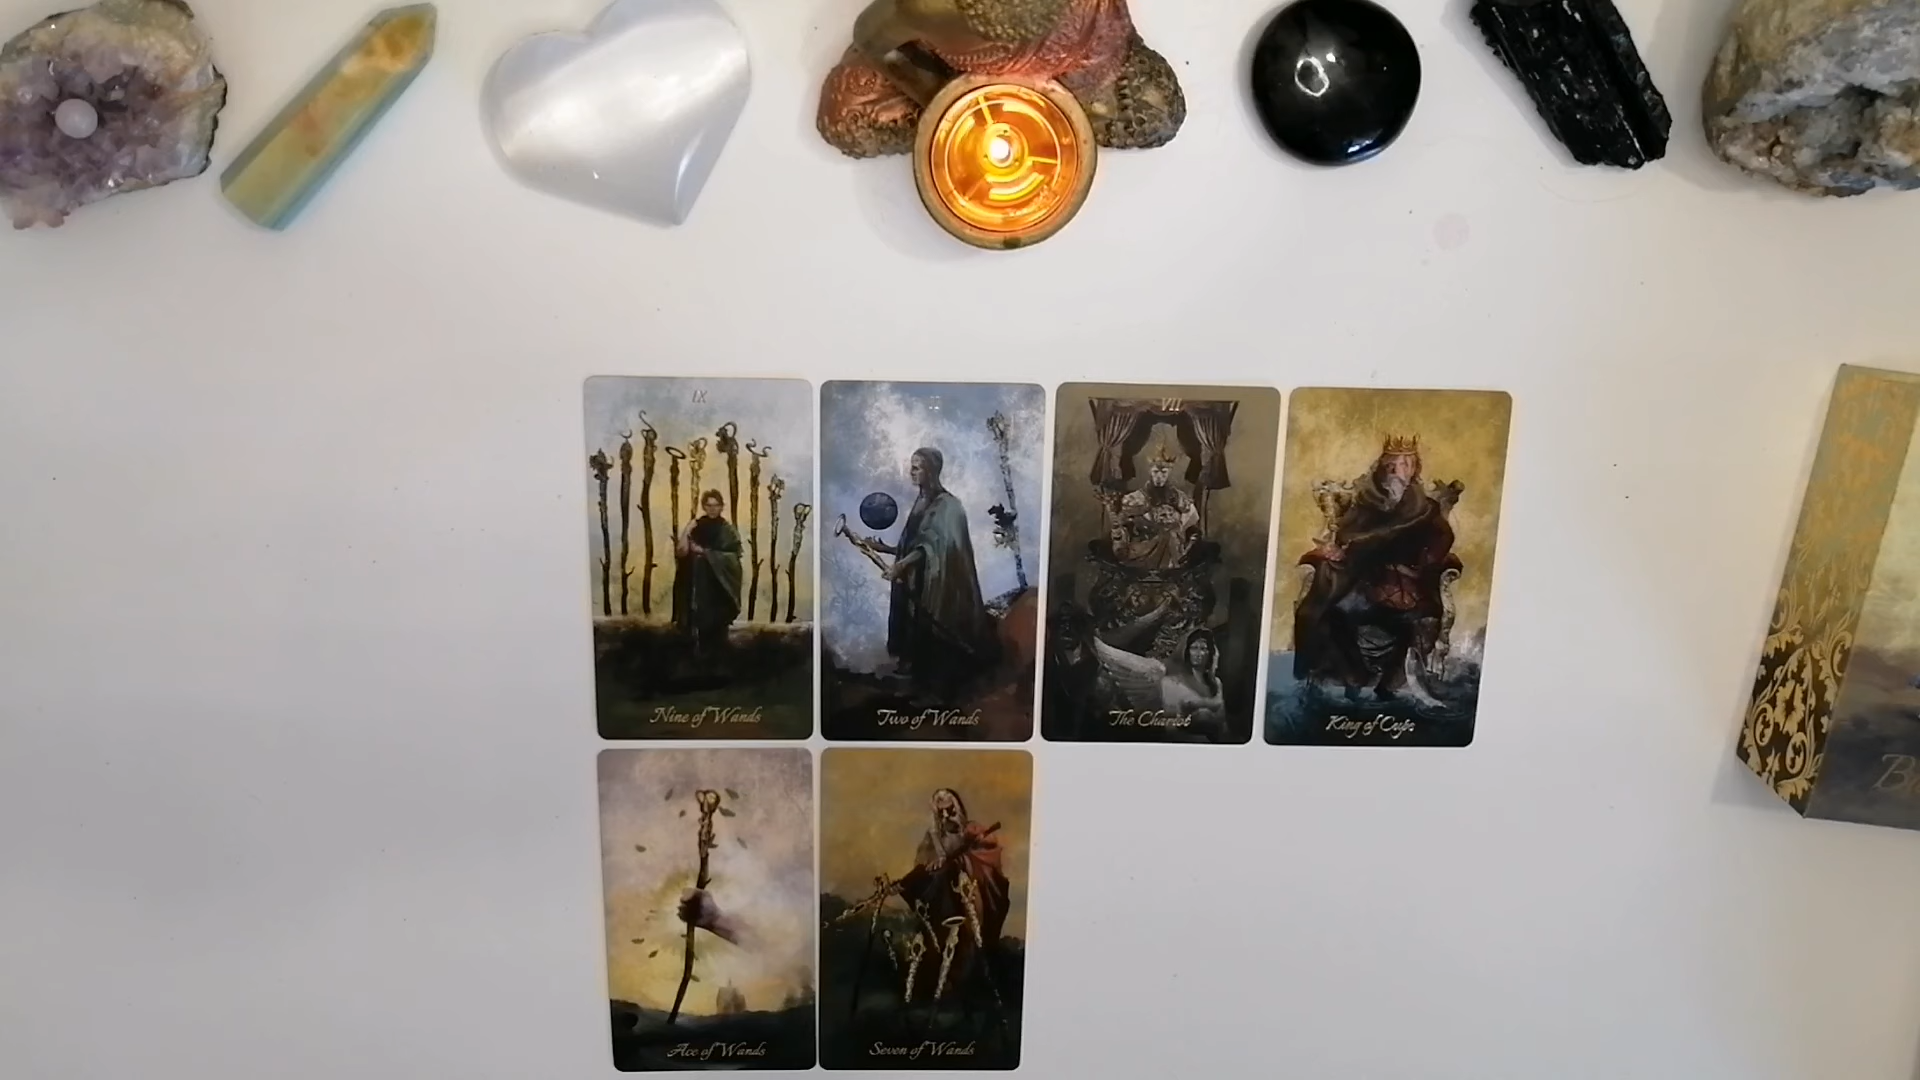 IX
II
VII
Nine of Wands
Two of Wands
The Chariot
King of Cups
Ace of Wands
Seven of Wands